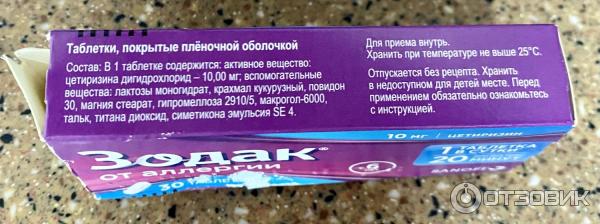 Таблетки, покрытые плёночной оболочкой
Состав: В 1 таблетке содержится: активное вещество:
цетиризина дигидрохлорид – 10,00 мг; вспомогательные
вещества: лактозы моногидрат, крахмал кукурузный, повидон
30, магния стеарат, гипромеллоза 2910/5, макрогол-6000,
тальк, титана диоксид, симетикона эмульсия SE 4.
Для приема внутрь.
Хранить при температуре не выше 25°С.
Отпускается без рецепта. Хранить
в недоступном для детей месте. Перед
применением обязательно ознакомьтесь
с инструкцией.
10 мг / ЦЕТИРИЗИН
Зодак®
ОТ АЛЛЕРГИИ
1 ТАБЛЕТКА
20 МИНУТ
30
ОТЗОВИК